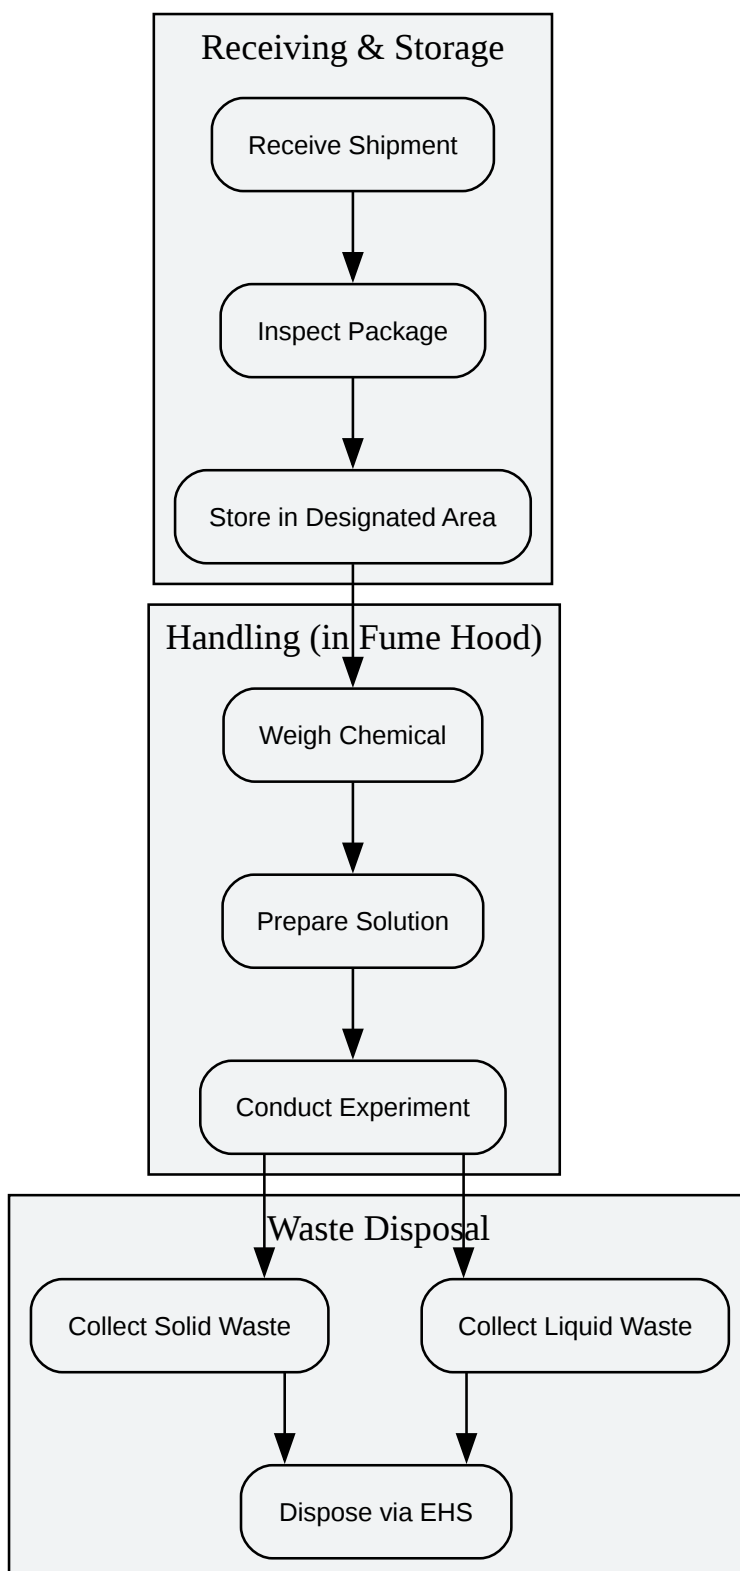 Receiving & Storage
Receive Shipment
Inspect Package
Store in Designated Area
Handling (in Fume Hood)
Weigh Chemical
Prepare Solution
Conduct Experiment
Waste Disposal
Collect Solid Waste
Collect Liquid Waste
Dispose via EHS